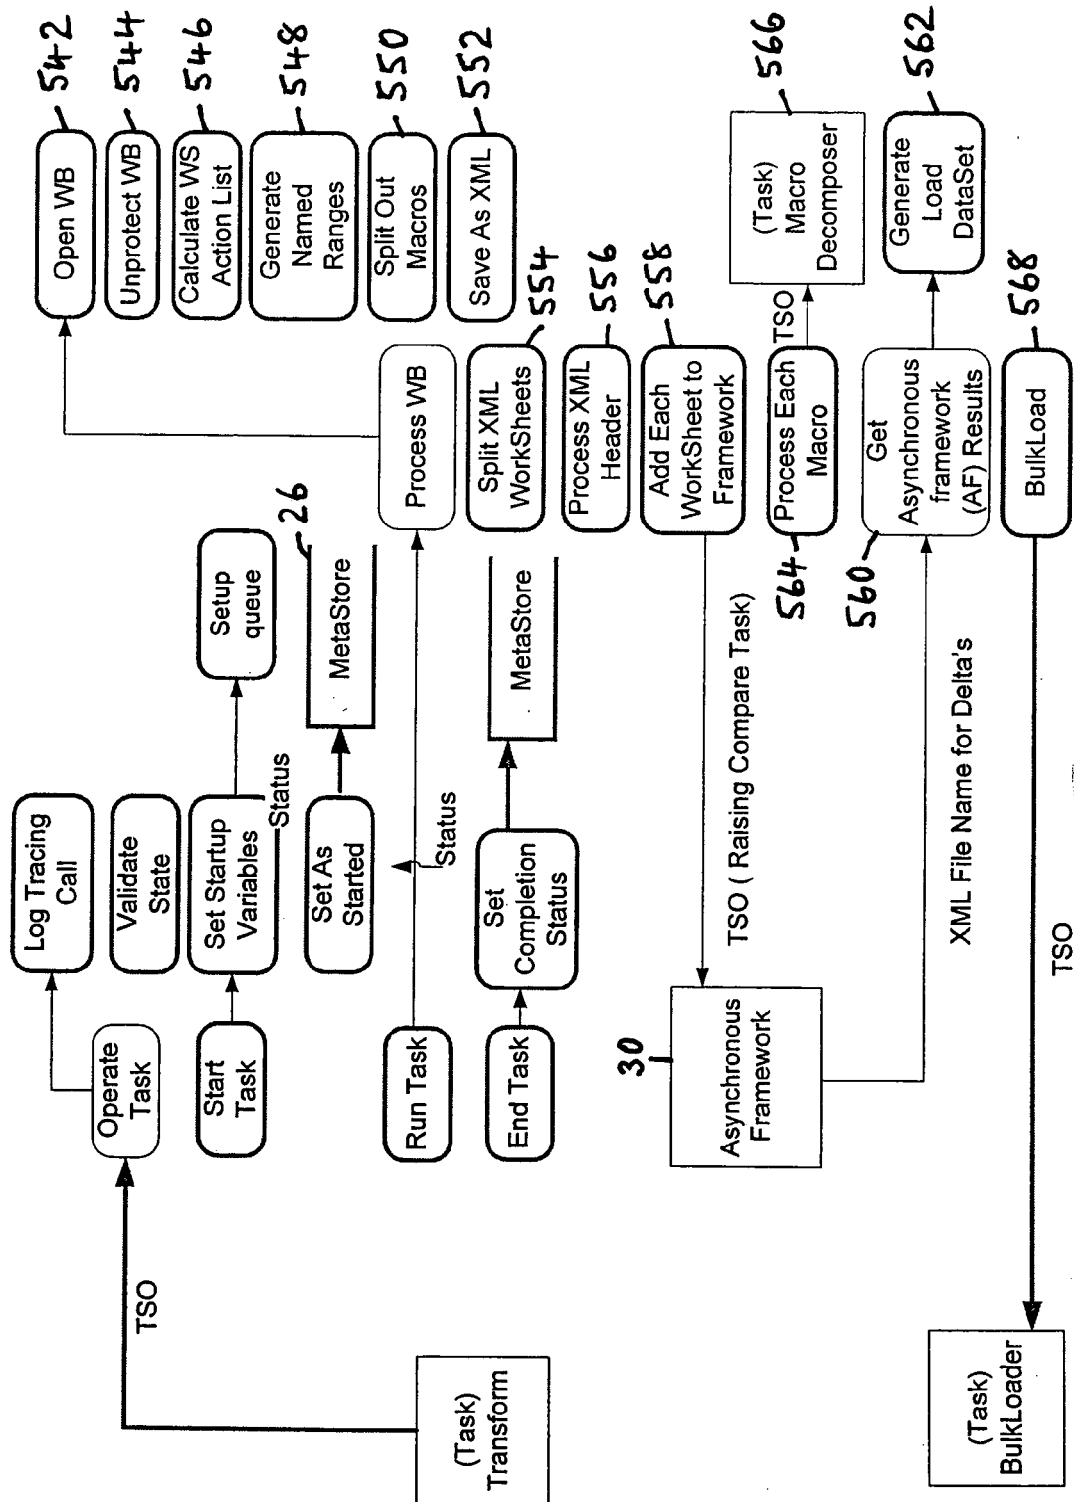 (Task)
Transform
TSO
Operate
Task
Log Tracing
Call
Validate
State
Start
Task
Set Startup
Variables
Setup
queue
Status
Set As
Started
MetaStore
26
Run Task
Status
Process WB
End Task
Set
Completion
Status
MetaStore
Open WB
542
Unprotect WB
544
Calculate WS
Action List
546
Generate
Named
Ranges
548
Split Out
Macros
550
Save As XML
552
Split XML
WorkSheets
554
Process XML
Header
556
Add Each
WorkSheet to
Framework
558
TSO ( Raising Compare Task)
30
Asynchronous
Framework
XML File Name for Delta's
Process Each
Macro
564
TSO
(Task)
Macro
Decomposer
566
Get
Asynchronous
framework
(AF) Results
560
Generate
Load
DataSet
562
BulkLoad
568
TSO
(Task)
BulkLoader